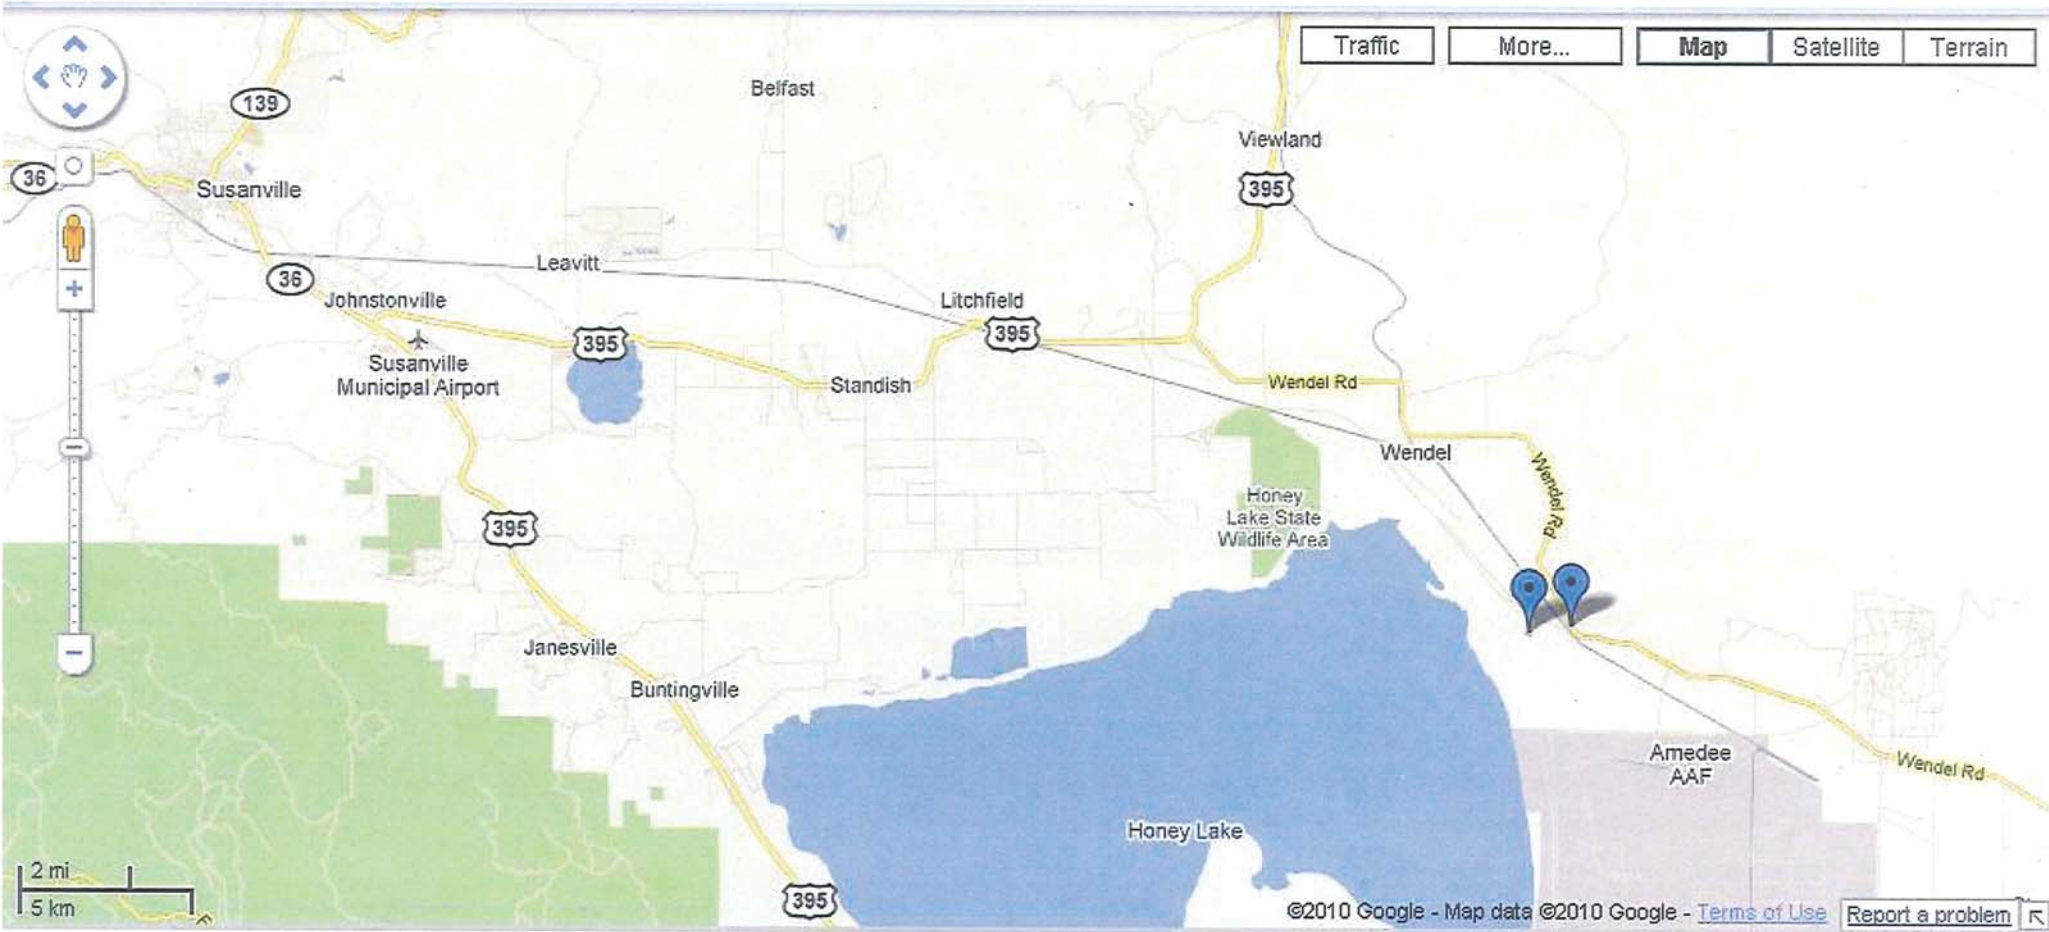 Traffic
More...
Map
Satellite
Terrain
Belfast
139
Viewland
36
Susanville
395
Leavitt
36
Johnstonville
Litchfield
395
395
Susanville
Municipal Airport
Standish
Wendel Rd
Wendel
Wendel Rd
Honey
Lake State
Wildlife Area
395
Janesville
Buntingville
Amedee
AAF
Wendel Rd
Honey Lake
2 mi
5 km
395
©2010 Google - Map data ©2010 Google - Terms of Use
Report a problem